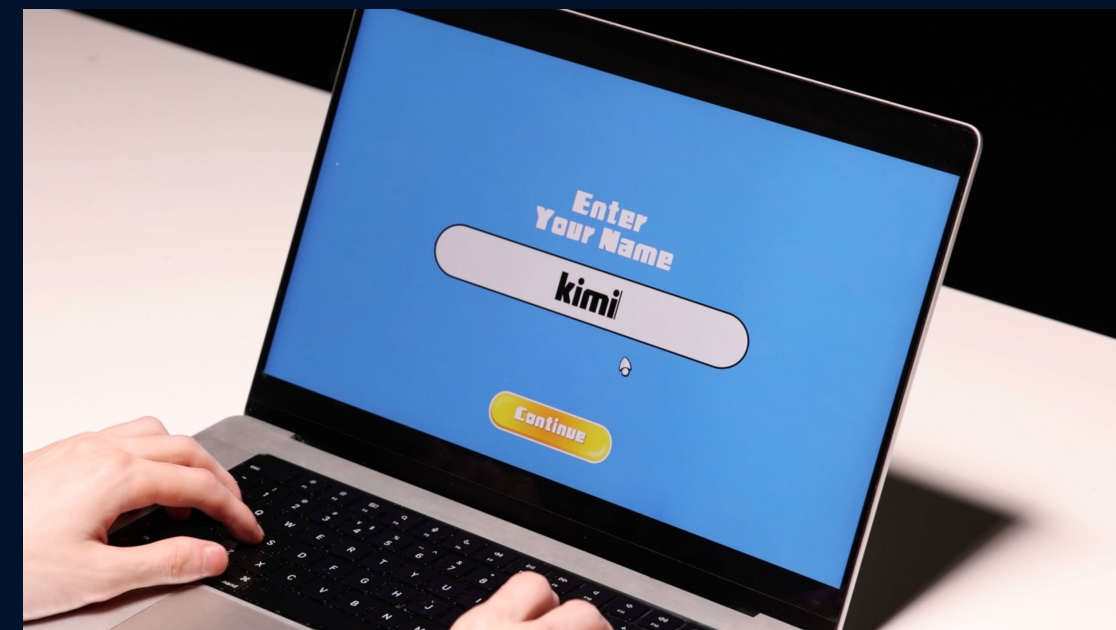 Enter
Your Name
kimi
Continue
Q W E R T Y U
S D F G H J
X C V B N M